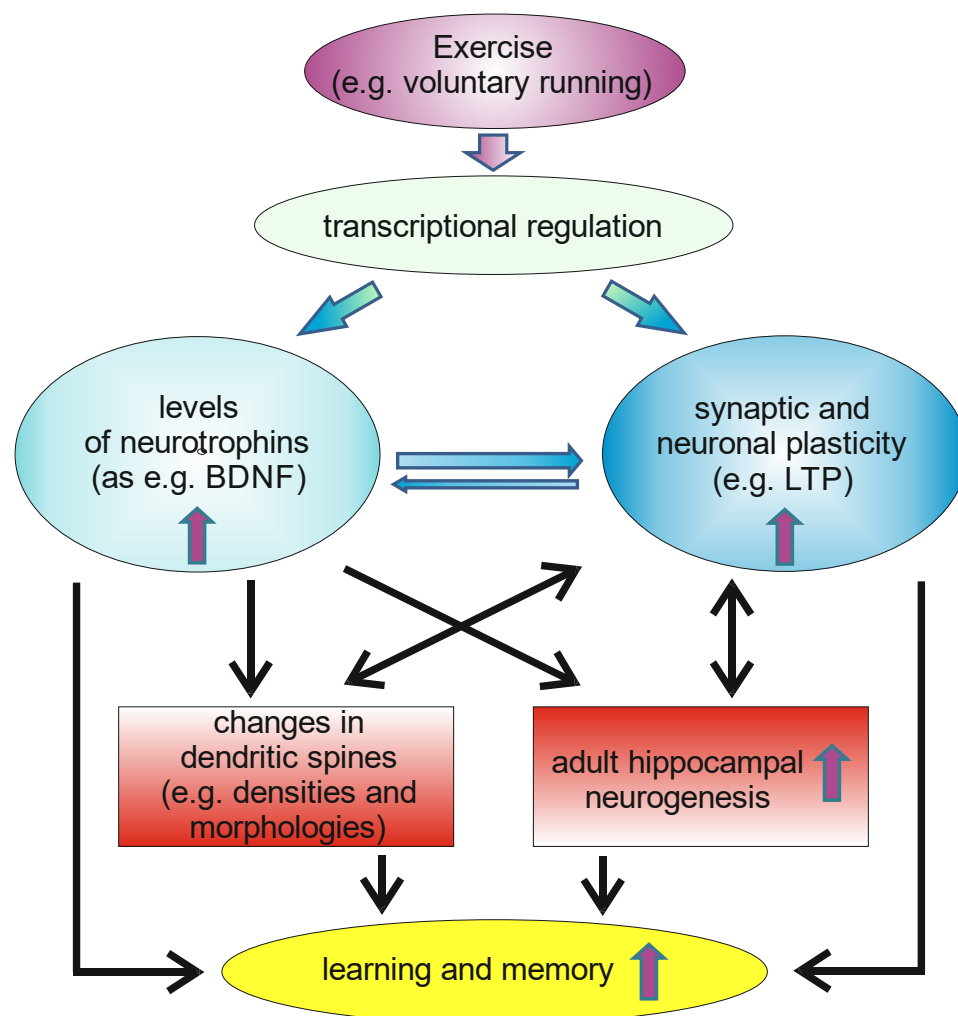 Exercise
(e.g. voluntary running)
transcriptional regulation
levels
of neurotrophins
(as e.g. BDNF)
synaptic and
neuronal plasticity
(e.g. LTP)
changes in
dendritic spines
(e.g. densities and
morphologies)
adult hippocampal
neurogenesis
learning and memory